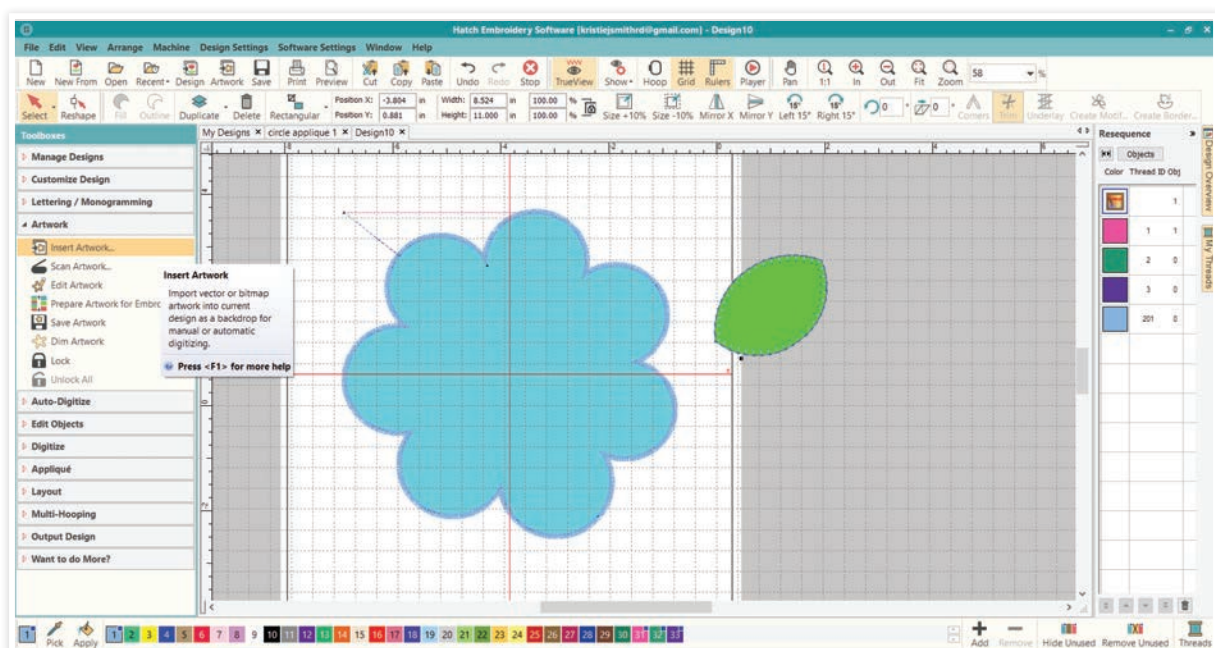 Hatch Embroidery Software [kristiejsmithrd@gmail.com] - Design10
File Edit View Arrange Machine Design Settings Software Settings Window Help
New New From Open Recent Design Artwork Save Print Preview Cut Copy Paste Undo Redo Stop TrueView Show Hoop Grid Rulers Player Pan 1:1 In Out Fit Zoom 58 %
Select Reshape Fill Outline Duplicate Delete Rectangular Position X: -3.804 in Width: 8.524 in 100.00 % Size +10% Size -10% Mirror X Mirror Y Left 15° Right 15° 0 ° 0 ° Corners Trim Underlay Create Motif... Create Border...
Position Y: 0.881 in Height: 11.000 in 100.00 %
Toolboxes
My Designs × circle applique 1 × Design10 ×
Manage Designs
Customize Design
Lettering / Monogramming
Artwork
Insert Artwork...
Scan Artwork...
Edit Artwork
Prepare Artwork for Embro
Save Artwork
Dim Artwork
Lock
Unlock All
Auto-Digitize
Edit Objects
Digitize
Appliqué
Layout
Multi-Hooping
Output Design
Want to do More?
Insert Artwork
Import vector or bitmap
artwork into current
design as a backdrop for
manual or automatic
digitizing.
Press <F1> for more help
8 6 4 2 0 2 4 6
Resequence
Objects
Color Thread ID Obj
1
1 1
2 0
3 0
201 0
Design Overview
My Threads
1 Pick Apply 1 2 3 4 5 6 7 8 9 10 11 12 13 14 15 16 17 18 19 20 21 22 23 24 25 26 27 28 29 30 31 32 33
Add Remove Hide Unused Remove Unused Threads